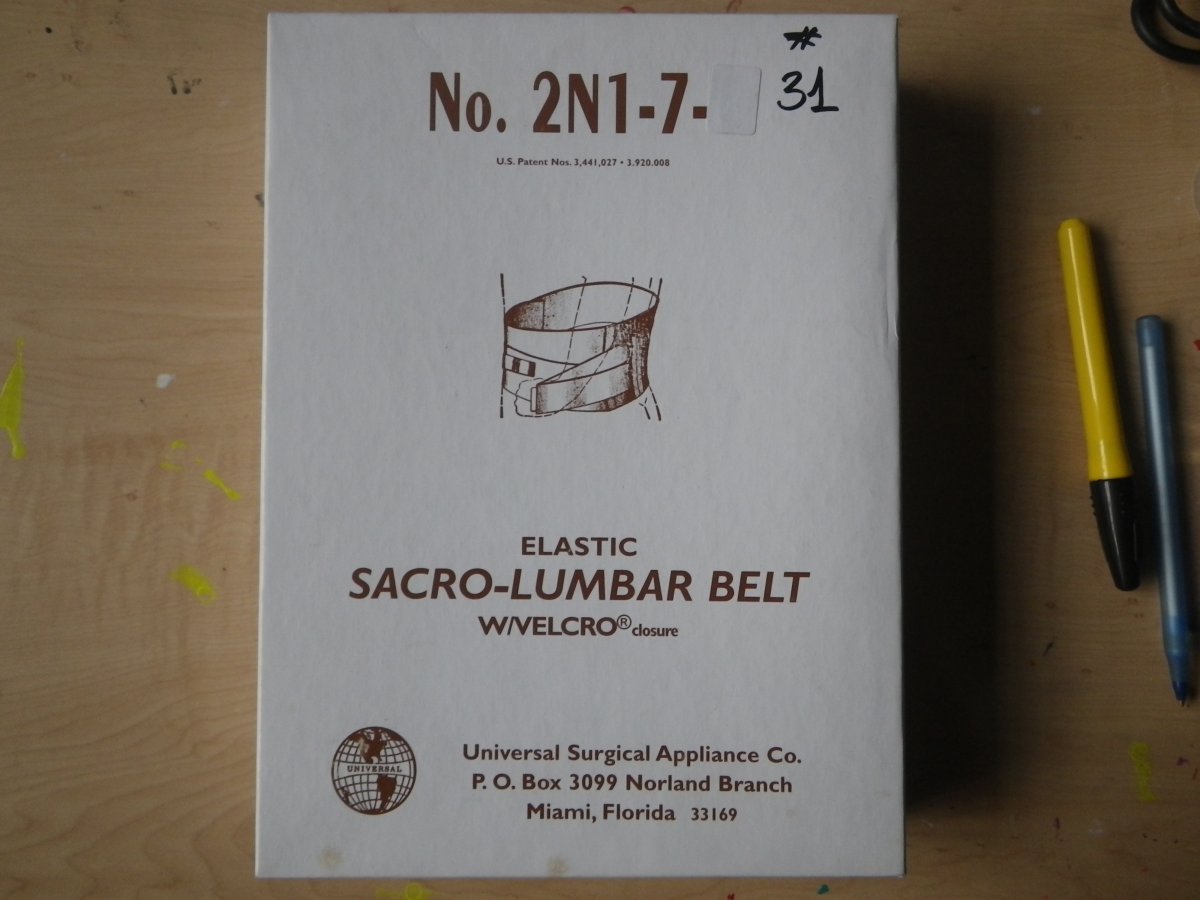 #
No. 2N1-7- 31
U.S. Patent Nos. 3,441,027 • 3.920.008
ELASTIC
SACRO-LUMBAR BELT
W/VELCRO® closure
UNIVERSAL
Universal Surgical Appliance Co.
P. O. Box 3099 Norland Branch
Miami, Florida 33169